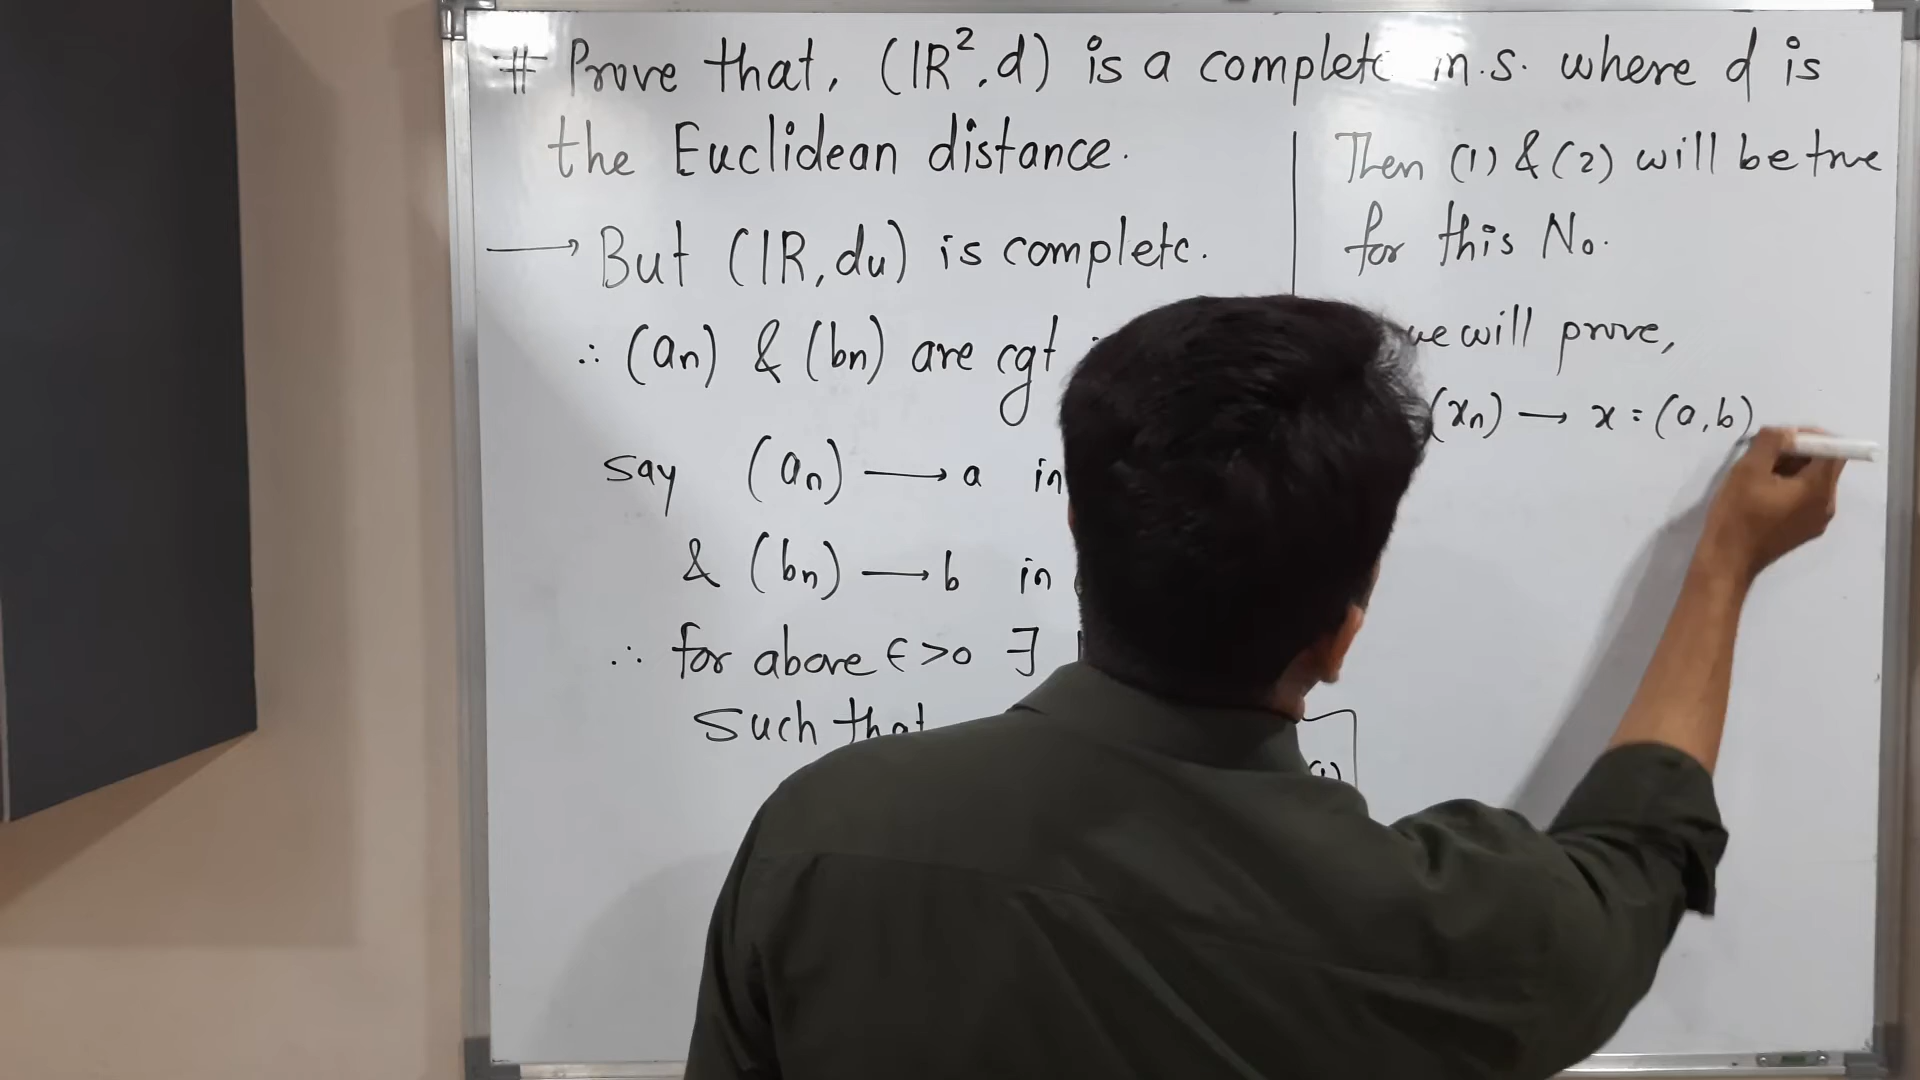 # Prove that, (IR², d) is a complete m.s. where d is
the Euclidean distance.
→ But (IR, du) is complete.
∴ (an) & (bn) are cgt
say (an) → a in
& (bn) → b in
∴ for above ϵ>0 ∃
Such that
(1)
Then (1) & (2) will be true
for this No.
we will prove,
(xn) → x = (a,b)